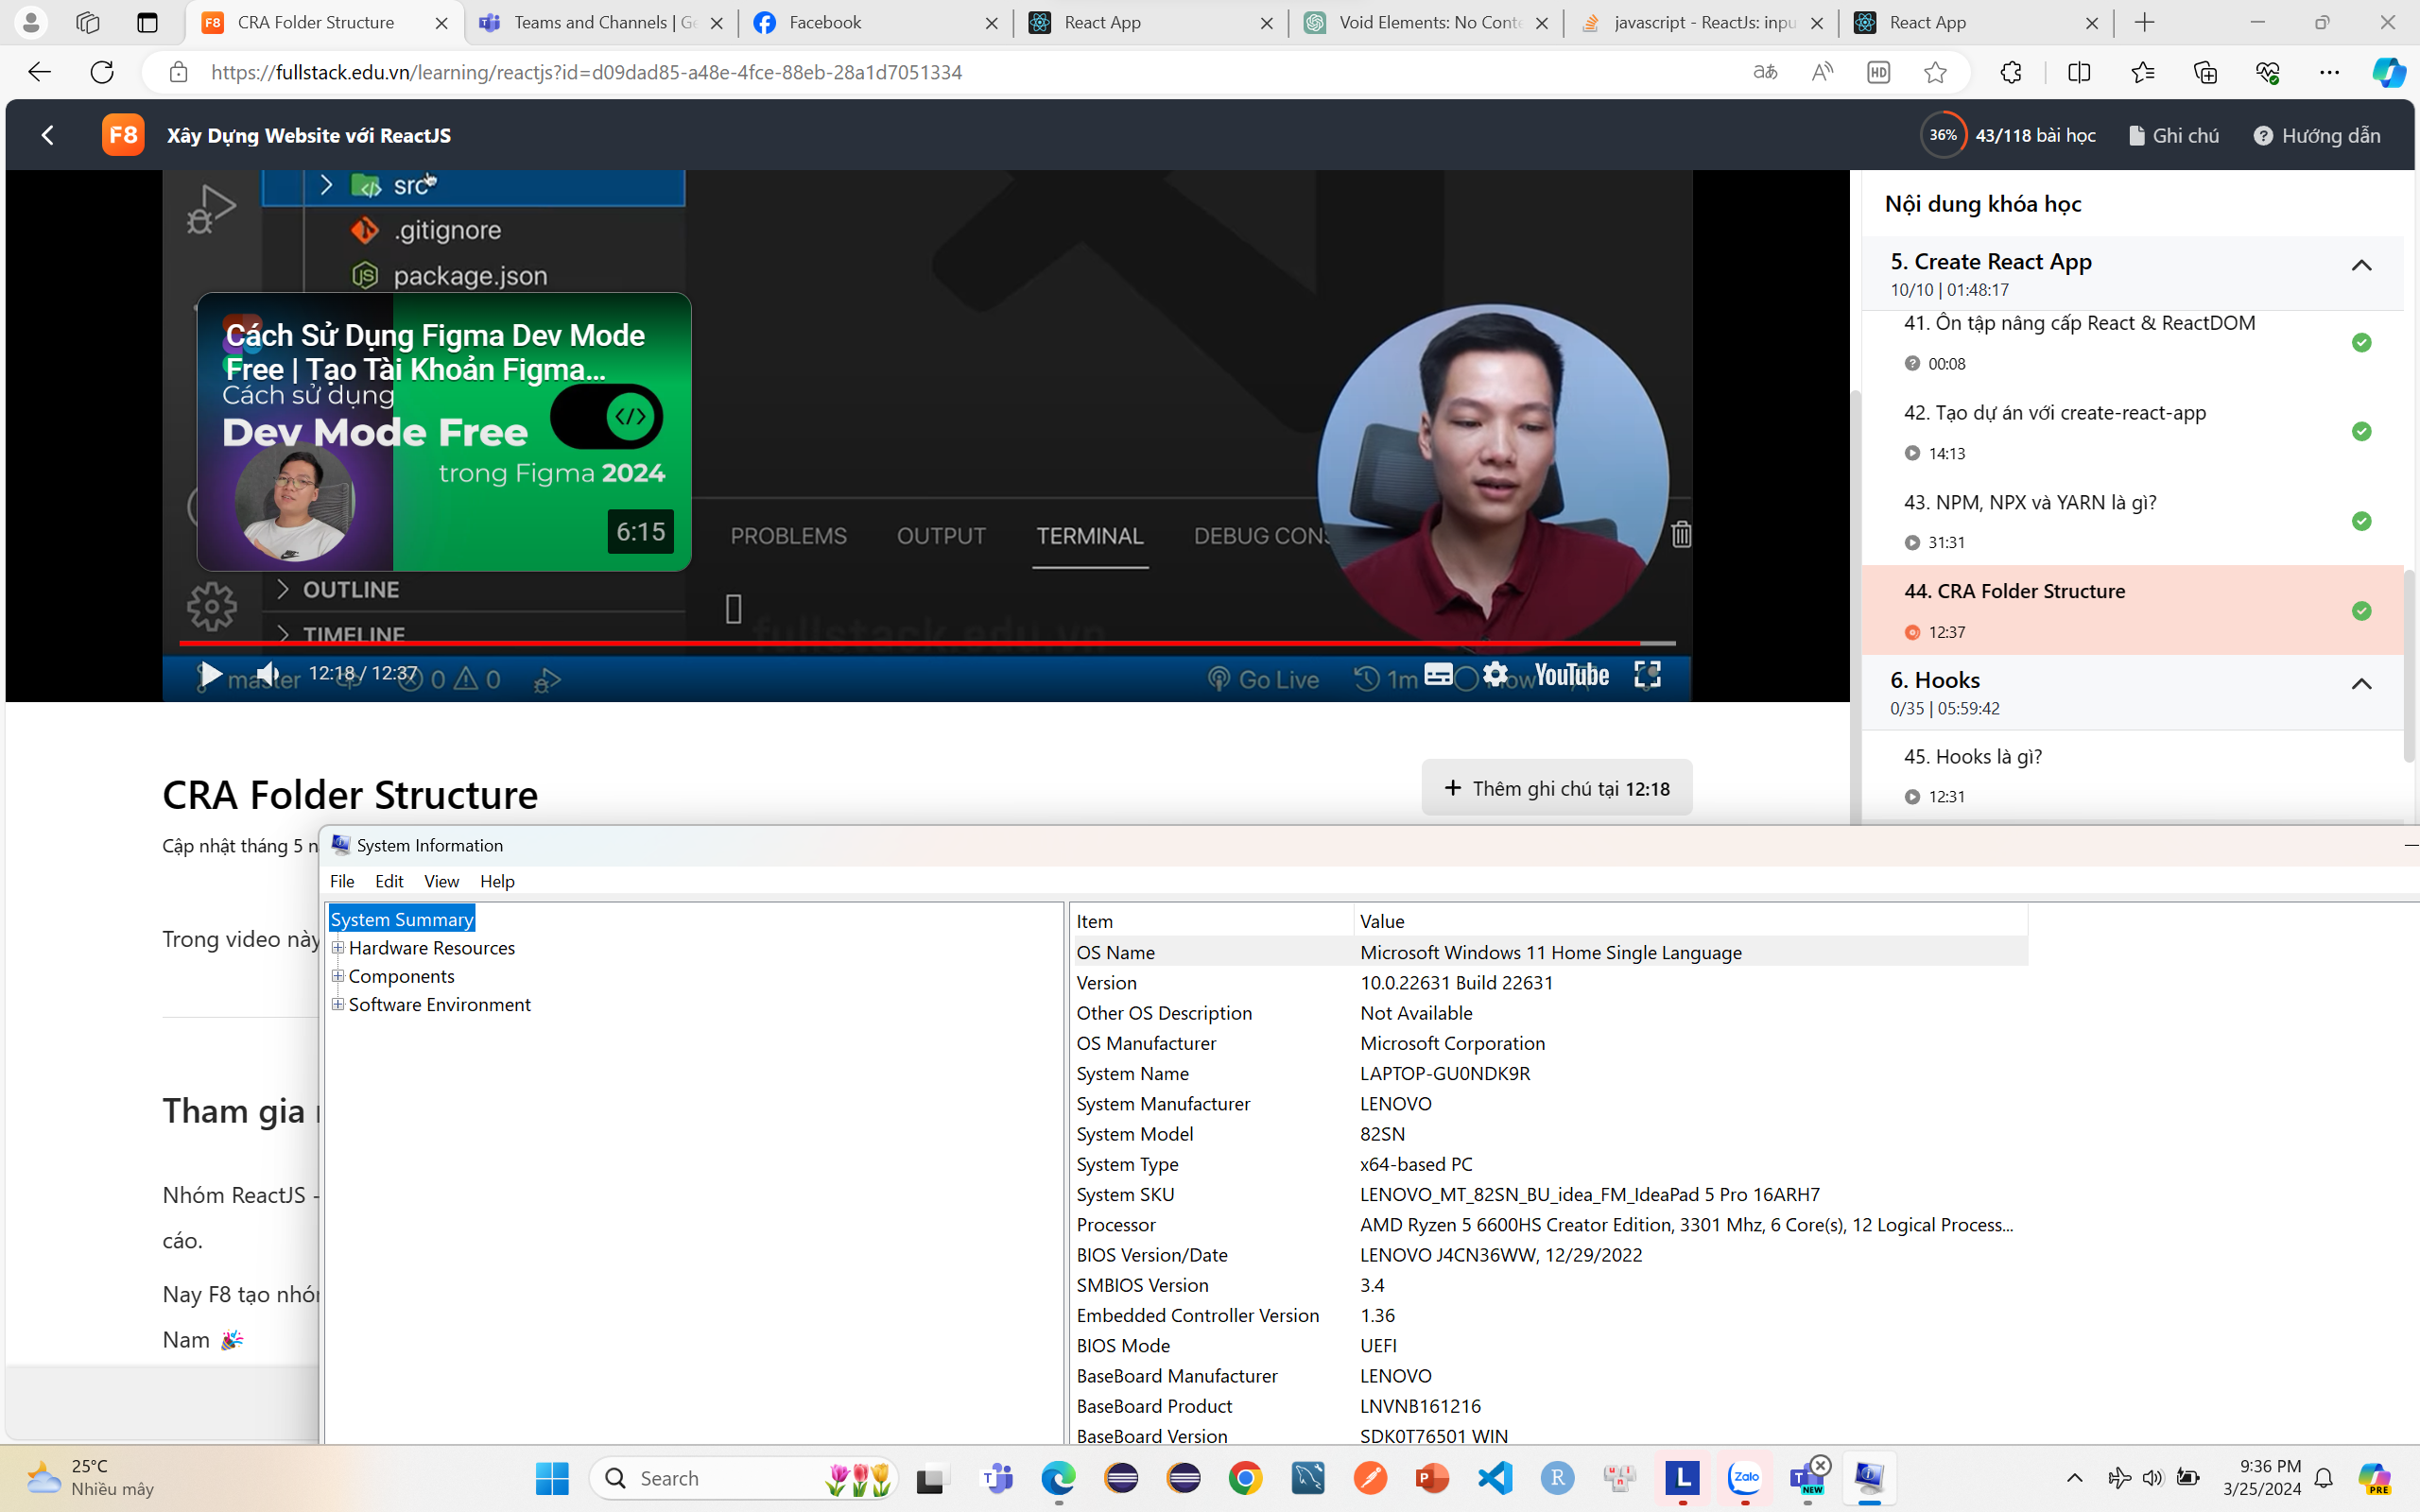 CRA Folder Structure
Teams and Channels | Ge
Facebook
React App
Void Elements: No Conte
javascript - ReactJs: inpu
React App
https://fullstack.edu.vn/learning/reactjs?id=d09dad85-a48e-4fce-88eb-28a1d7051334
HD
F8 Xây Dựng Website với ReactJS
36% 43/118 bài học
Ghi chú
Hướng dẫn
src
.gitignore
package.json
Cách Sử Dụng Figma Dev Mode
Free | Tạo Tài Khoản Figma...
Cách sử dụng
Dev Mode Free
trong Figma 2024
6:15
PROBLEMS OUTPUT TERMINAL DEBUG CONS
OUTLINE
TIMELINE
fullstack.edu.vn
12:18 / 12:37
master
0 0
Go Live
1m
YouTube
Nội dung khóa học
5. Create React App
10/10 | 01:48:17
41. Ôn tập nâng cấp React & ReactDOM
00:08
42. Tạo dự án với create-react-app
14:13
43. NPM, NPX và YARN là gì?
31:31
44. CRA Folder Structure
12:37
6. Hooks
0/35 | 05:59:42
45. Hooks là gì?
12:31
CRA Folder Structure
+ Thêm ghi chú tại 12:18
Cập nhật tháng 5 n
Trong video này
Tham gia
Nhóm ReactJS -
cáo.
Nay F8 tạo nhó
Nam
System Information
File Edit View Help
System Summary
Hardware Resources
Components
Software Environment
Item Value
OS Name Microsoft Windows 11 Home Single Language
Version 10.0.22631 Build 22631
Other OS Description Not Available
OS Manufacturer Microsoft Corporation
System Name LAPTOP-GU0NDK9R
System Manufacturer LENOVO
System Model 82SN
System Type x64-based PC
System SKU LENOVO_MT_82SN_BU_idea_FM_IdeaPad 5 Pro 16ARH7
Processor AMD Ryzen 5 6600HS Creator Edition, 3301 Mhz, 6 Core(s), 12 Logical Process...
BIOS Version/Date LENOVO J4CN36WW, 12/29/2022
SMBIOS Version 3.4
Embedded Controller Version 1.36
BIOS Mode UEFI
BaseBoard Manufacturer LENOVO
BaseBoard Product LNVNB161216
BaseBoard Version SDK0T76501 WIN
25°C
Nhiều mây
Search
Zalo
NEW
9:36 PM
3/25/2024
PRE